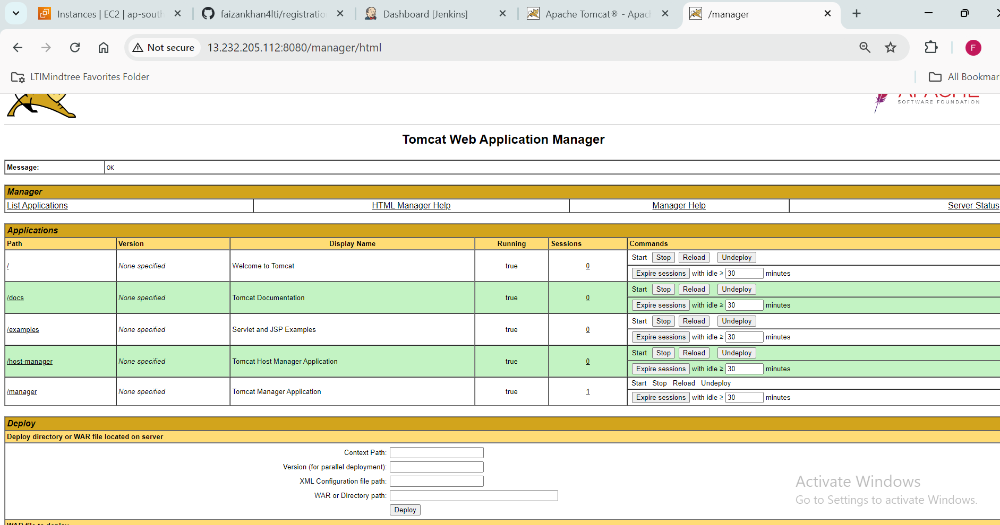 Instances | EC2 | ap-south
faizankhan4lti/registratio
Dashboard [Jenkins]
Apache Tomcat® - Apac
/manager
Not secure
13.232.205.112:8080/manager/html
F
LTIMindtree Favorites Folder
All Bookmar
APACHE
SOFTWARE FOUNDATION
Tomcat Web Application Manager
Message: OK
Manager
List Applications HTML Manager Help Manager Help Server Status
Applications
Path Version Display Name Running Sessions Commands
/ None specified Welcome to Tomcat true 0 Start Stop Reload Undeploy
Expire sessions with idle ≥ 30 minutes
/docs None specified Tomcat Documentation true 0 Start Stop Reload Undeploy
Expire sessions with idle ≥ 30 minutes
/examples None specified Servlet and JSP Examples true 0 Start Stop Reload Undeploy
Expire sessions with idle ≥ 30 minutes
/host-manager None specified Tomcat Host Manager Application true 0 Start Stop Reload Undeploy
Expire sessions with idle ≥ 30 minutes
/manager None specified Tomcat Manager Application true 1 Start Stop Reload Undeploy
Expire sessions with idle ≥ 30 minutes
Deploy
Deploy directory or WAR file located on server
Context Path:
Version (for parallel deployment):
XML Configuration file path:
WAR or Directory path:
Deploy
WAR file to deploy
Activate Windows
Go to Settings to activate Windows.